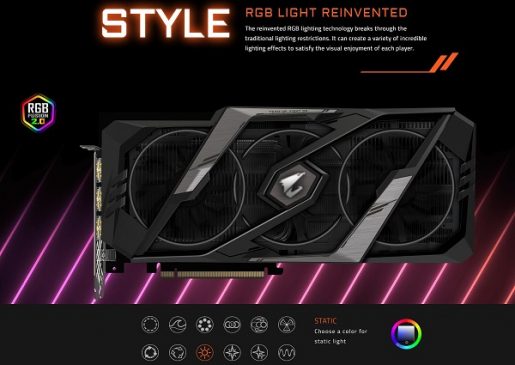 STYLE
RGB LIGHT REINVENTED
The reinvented RGB lighting technology breaks through the
traditional lighting restrictions. It can create a variety of incredible
lighting effects to satisfy the visual enjoyment of each player.
RGB
FUSION
2.0
STATIC
Choose a color for
static light